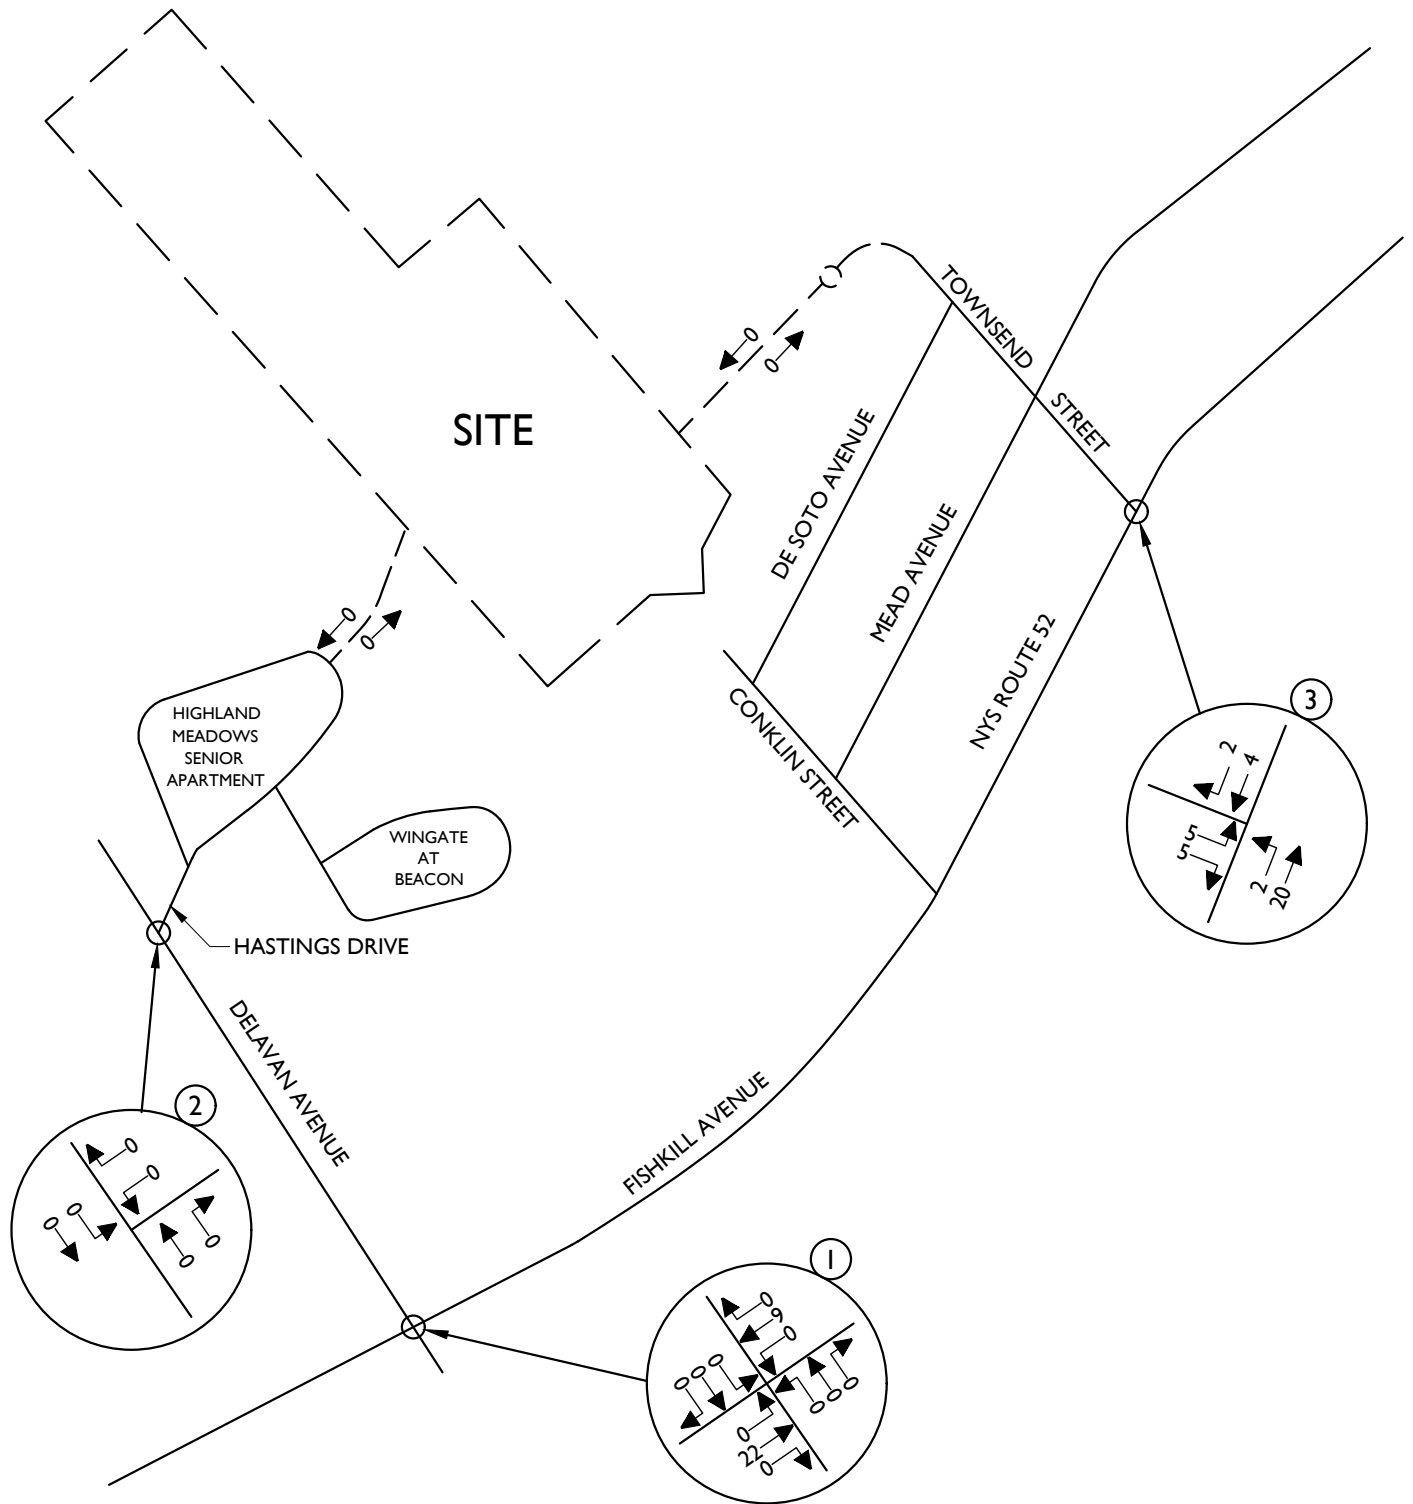 TOWNSEND
STREET
0
0
SITE
DE SOTO AVENUE
MEAD AVENUE
NYS ROUTE 52
CONKLIN STREET
0
0
HIGHLAND
MEADOWS
SENIOR
APARTMENT
WINGATE
AT
BEACON
HASTINGS DRIVE
DELAVAN AVENUE
FISHKILL AVENUE
3
2
4
5
5
2
20
2
0
0
0
0
0
0
1
0
9
0
0
0
0
0
0
0
0
22
0